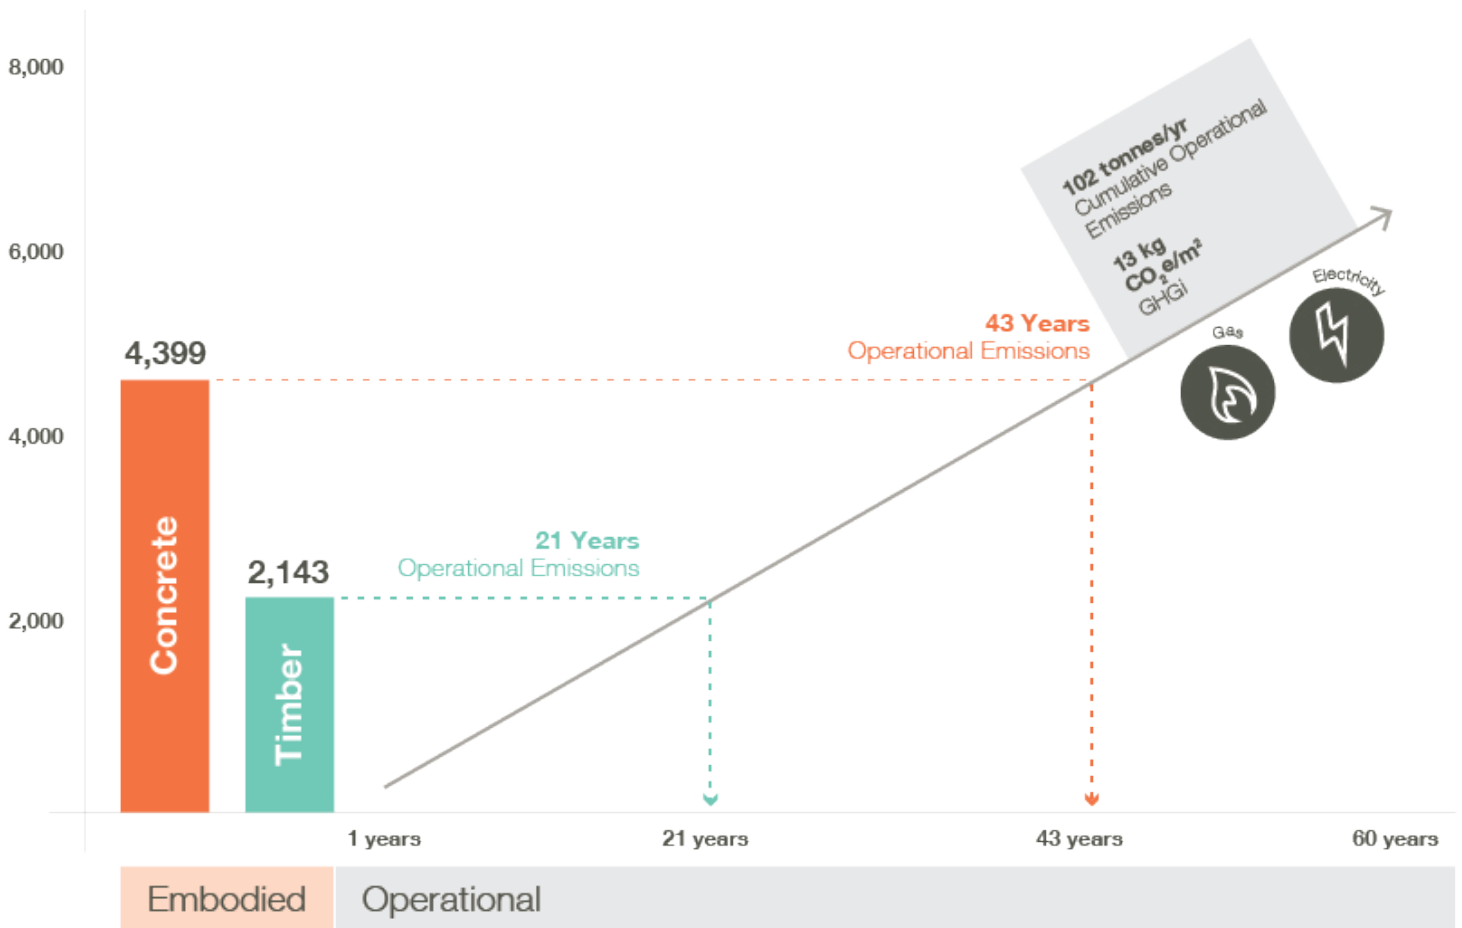 8,000
6,000
4,000
2,000
4,399
Concrete
2,143
Timber
21 Years
Operational Emissions
43 Years
Operational Emissions
102 tonnes/yr
Cumulative Operational
Emissions
13 kg
CO₂e/m²
GHGi
Gas
Electricity
1 years
21 years
43 years
60 years
Embodied
Operational